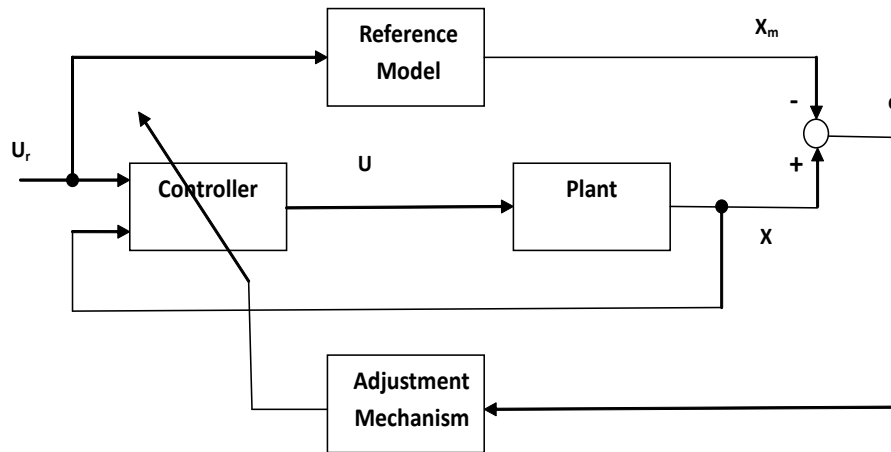 Reference
Model
Xm
-
Ur
Controller
U
Plant
+
X
Adjustment
Mechanism